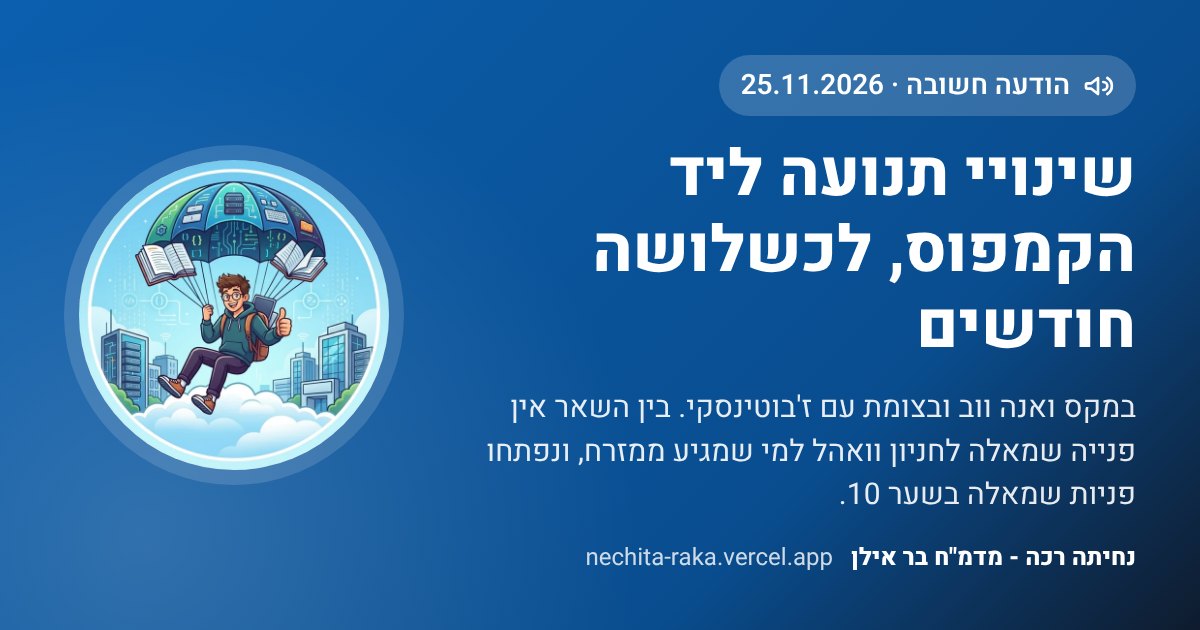 הודעה חשובה · 25.11.2026
שינויי תנועה ליד
הקמפוס, לכשלושה
חודשים
במקס ואנה ווב ובצומת עם ז'בוטינסקי. בין השאר אין
פנייה שמאלה לחניון וואהל למי שמגיע ממזרח, ונפתחו
פניות שמאלה בשער 10.
נחיתה רכה - מדמ"ח בר אילן nechita-raka.vercel.app